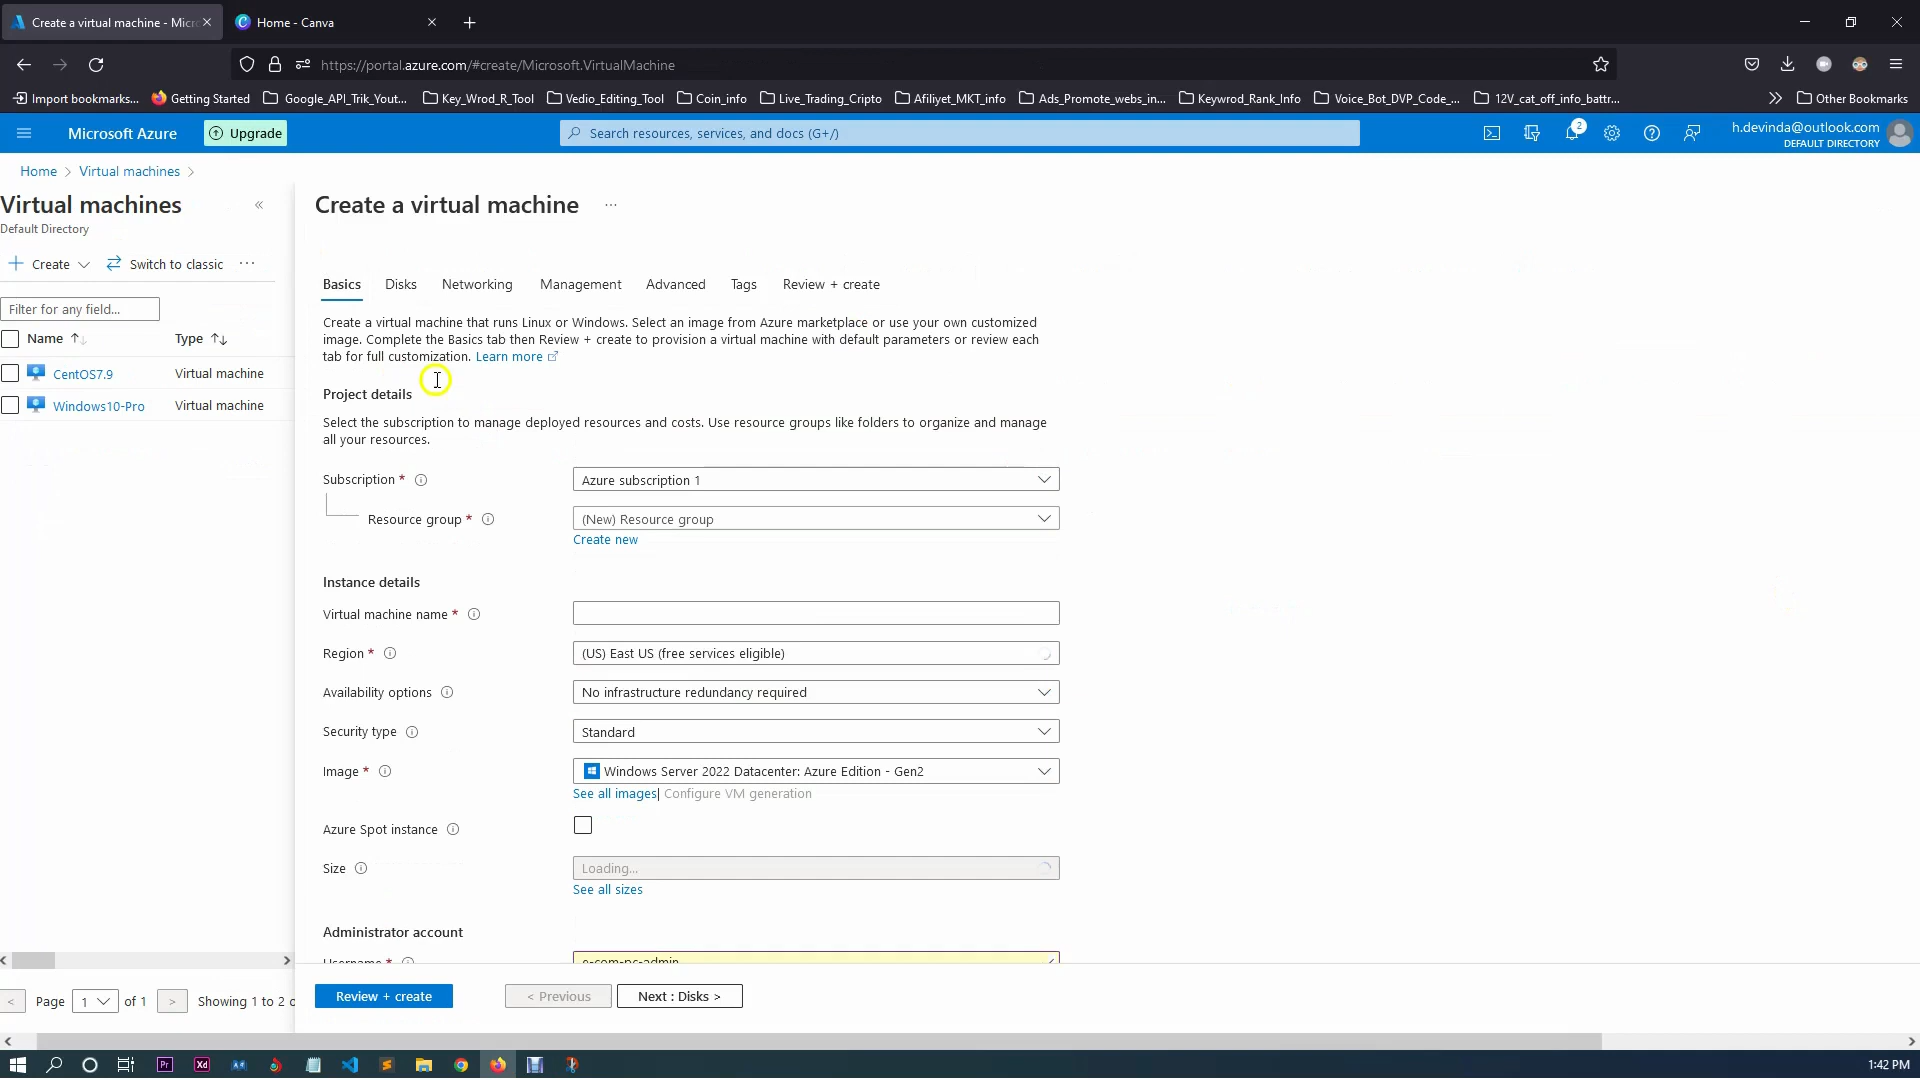 Create a virtual machine - Micr
Home - Canva
https://portal.azure.com/#create/Microsoft.VirtualMachine
Import bookmarks...
Getting Started
Google_API_Trik_Yout...
Key_Wrod_R_Tool
Vedio_Editing_Tool
Coin_info
Live_Trading_Cripto
Afiliyet_MKT_info
Ads_Promote_webs_in...
Keywrod_Rank_Info
Voice_Bot_DVP_Code_...
12V_cat_off_info_battr...
Other Bookmarks
Microsoft Azure
Upgrade
Search resources, services, and docs (G+/)
2
h.devinda@outlook.com
DEFAULT DIRECTORY
Home > Virtual machines >
Virtual machines
Default Directory
Create
Switch to classic
Filter for any field...
Name
Type
CentOS7.9
Virtual machine
Windows10-Pro
Virtual machine
< Page 1 of 1 > Showing 1 to 2 o
Create a virtual machine
Basics
Disks
Networking
Management
Advanced
Tags
Review + create
Create a virtual machine that runs Linux or Windows. Select an image from Azure marketplace or use your own customized
image. Complete the Basics tab then Review + create to provision a virtual machine with default parameters or review each
tab for full customization. Learn more
Project details
Select the subscription to manage deployed resources and costs. Use resource groups like folders to organize and manage
all your resources.
Subscription *
Azure subscription 1
Resource group *
(New) Resource group
Create new
Instance details
Virtual machine name *
Region *
(US) East US (free services eligible)
Availability options
No infrastructure redundancy required
Security type
Standard
Image *
Windows Server 2022 Datacenter: Azure Edition - Gen2
See all images| Configure VM generation
Azure Spot instance
Size
Loading...
See all sizes
Administrator account
Username *
e-com-pc-admin
Review + create
< Previous
Next : Disks >
Pr
Xd
1:42 PM